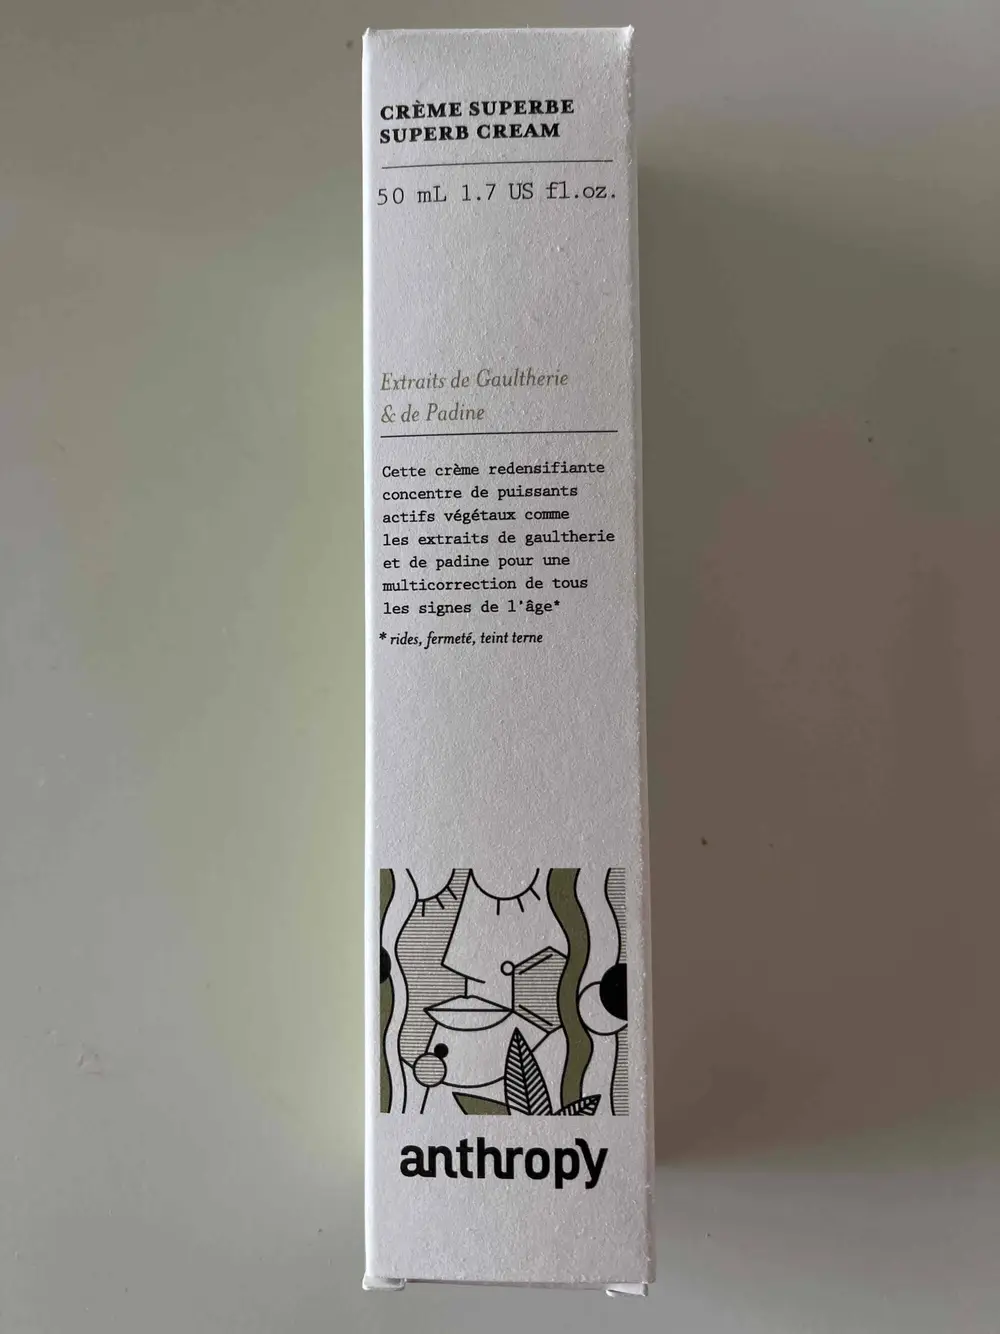 CRÈME SUPERBE
SUPERB CREAM
50 mL 1.7 US fl.oz.
Extraits de Gaultherie
& de Padine
Cette crème redensifiante
concentre de puissants
actifs végétaux comme
les extraits de gaultherie
et de padine pour une
multicorrection de tous
les signes de l'âge*
* rides, fermeté, teint terne
anthropy